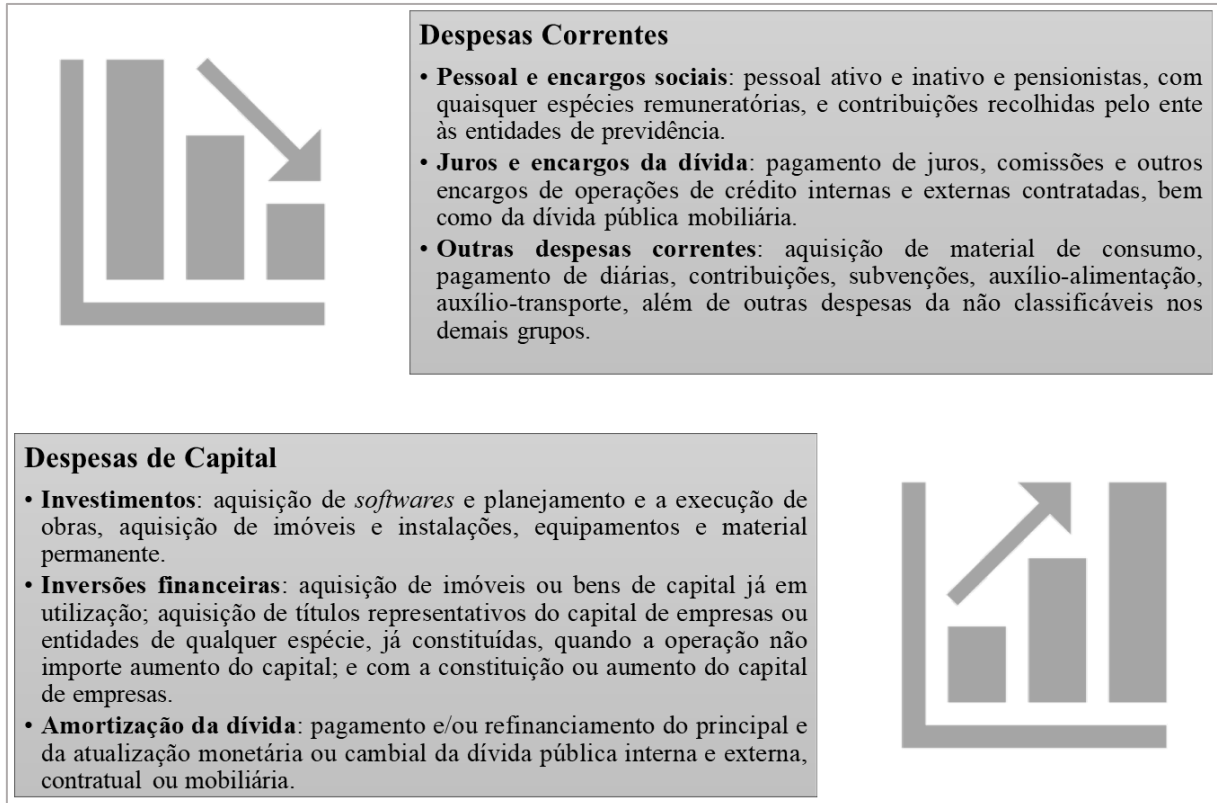 Despesas Correntes
• Pessoal e encargos sociais: pessoal ativo e inativo e pensionistas, com
quaisquer espécies remuneratórias, e contribuições recolhidas pelo ente
às entidades de previdência.
• Juros e encargos da dívida: pagamento de juros, comissões e outros
encargos de operações de crédito internas e externas contratadas, bem
como da dívida pública mobiliária.
• Outras despesas correntes: aquisição de material de consumo,
pagamento de diárias, contribuições, subvenções, auxílio-alimentação,
auxílio-transporte, além de outras despesas da não classificáveis nos
demais grupos.
Despesas de Capital
• Investimentos: aquisição de softwares e planejamento e a execução de
obras, aquisição de imóveis e instalações, equipamentos e material
permanente.
• Inversões financeiras: aquisição de imóveis ou bens de capital já em
utilização; aquisição de títulos representativos do capital de empresas ou
entidades de qualquer espécie, já constituídas, quando a operação não
importe aumento do capital; e com a constituição ou aumento do capital
de empresas.
• Amortização da dívida: pagamento e/ou refinanciamento do principal e
da atualização monetária ou cambial da dívida pública interna e externa,
contratual ou mobiliária.